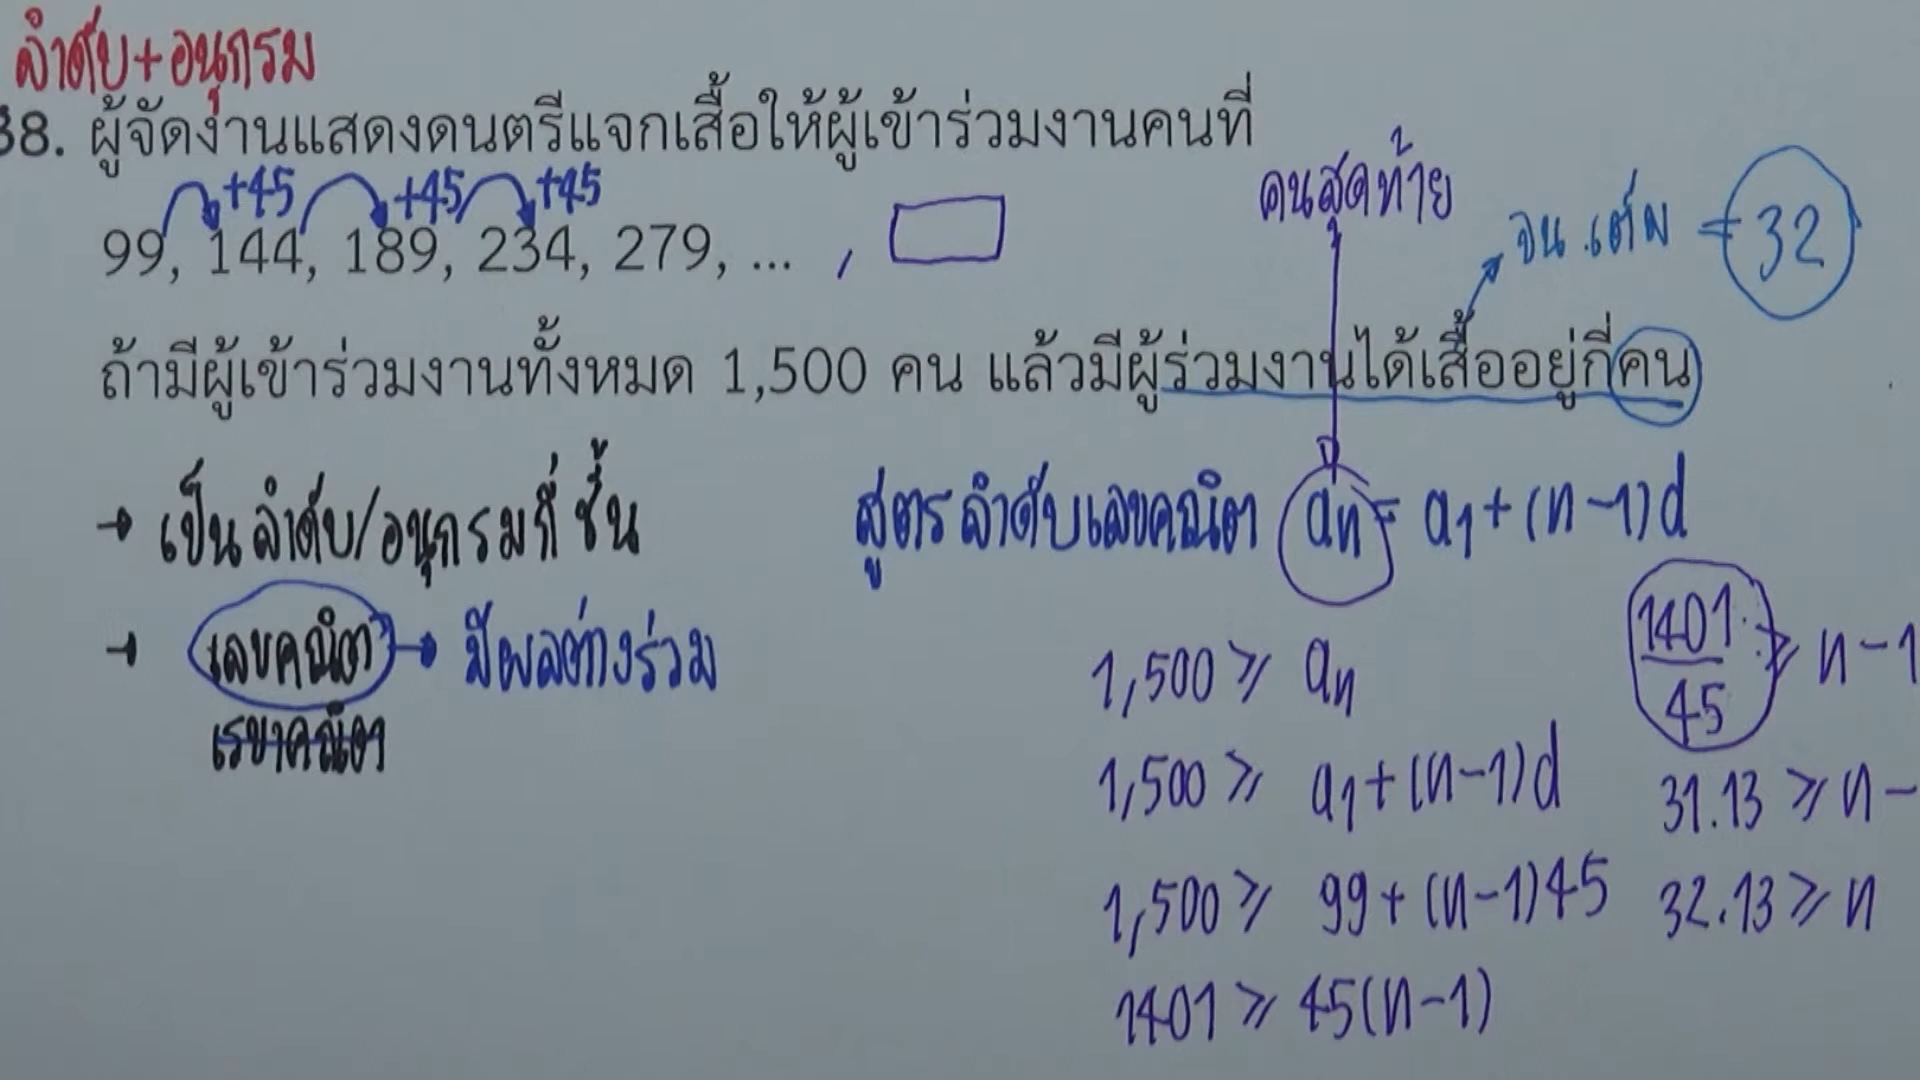 ลำดับ+อนุกรม
38. ผู้จัดงานแสดงดนตรีแจกเสื้อให้ผู้เข้าร่วมงานคนที่
+45 +45 +45
99, 144, 189, 234, 279, ... ,
คนสุดท้าย
จน.เต็ม = 32
ถ้ามีผู้เข้าร่วมงานทั้งหมด 1,500 คน แล้วมีผู้ร่วมงานได้เสื้ออยู่กี่คน
→ เป็นลำดับ/อนุกรมกี่ ชั้น
สูตรลำดับเลขคณิต an = a1+(n-1)d
→ เลขคณิต → มีผลต่างร่วม
เรขาคณิต
1,500 ≥ an
1,500 ≥ a1+(n-1)d
1,500 ≥ 99+(n-1)45
1401 ≥ 45(n-1)
1401/45 ≥ n-1
31.13 ≥ n-
32.13 ≥ n